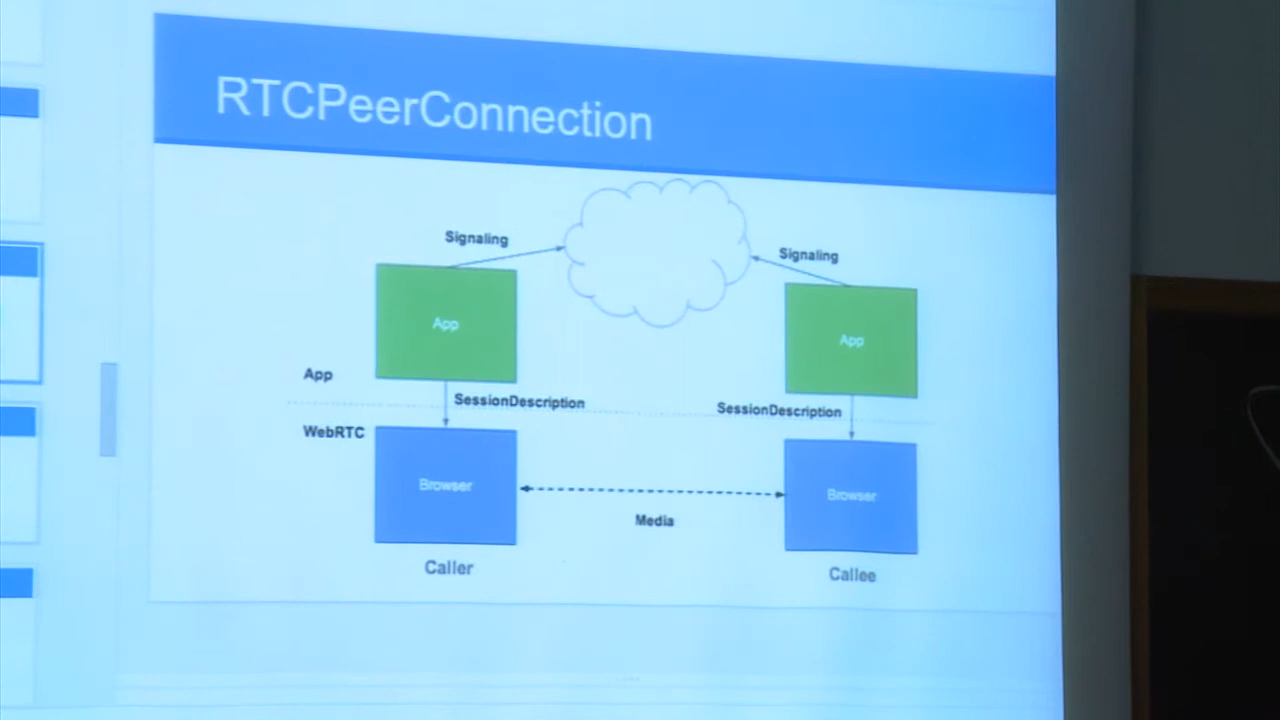 RTCPeerConnection
Signaling
Signaling
App
App
App
SessionDescription
SessionDescription
WebRTC
Browser
Browser
Media
Caller
Callee